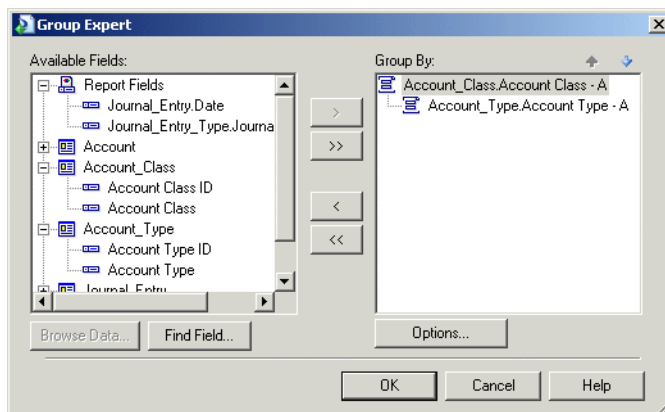 Group Expert
Available Fields:
Report Fields
Journal_Entry.Date
Journal_Entry_Type.Journa
Account
Account_Class
Account Class ID
Account Class
Account_Type
Account Type ID
Account Type
Journal_Entry
>
>>
<
<<
Group By:
Account_Class.Account Class - A
Account_Type.Account Type - A
Browse Data...
Find Field...
Options...
OK
Cancel
Help